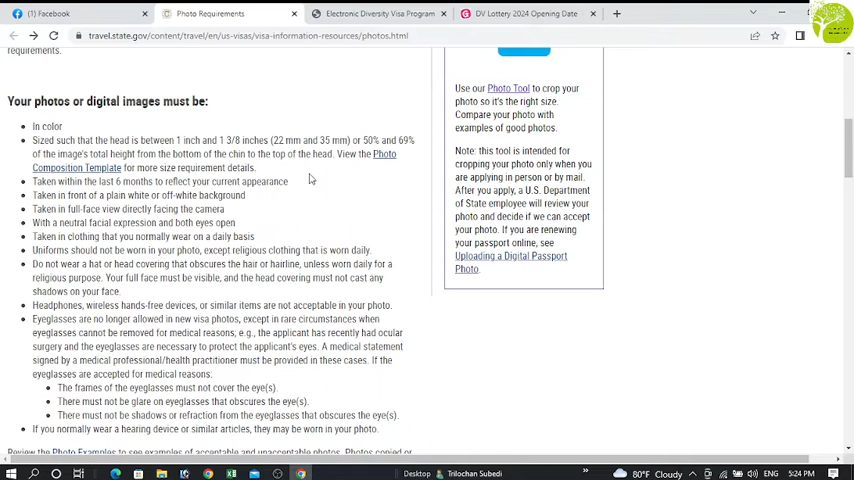 (1) Facebook
Photo Requirements
Electronic Diversity Visa Program
DV Lottery 2024 Opening Date
travel.state.gov/content/travel/en/us-visas/visa-information-resources/photos.html
requirements.
Your photos or digital images must be:
In color
Sized such that the head is between 1 inch and 1 3/8 inches (22 mm and 35 mm) or 50% and 69%
of the image's total height from the bottom of the chin to the top of the head. View the Photo
Composition Template for more size requirement details.
Taken within the last 6 months to reflect your current appearance
Taken in front of a plain white or off-white background
Taken in full-face view directly facing the camera
With a neutral facial expression and both eyes open
Taken in clothing that you normally wear on a daily basis
Uniforms should not be worn in your photo, except religious clothing that is worn daily.
Do not wear a hat or head covering that obscures the hair or hairline, unless worn daily for a
religious purpose. Your full face must be visible, and the head covering must not cast any
shadows on your face.
Headphones, wireless hands-free devices, or similar items are not acceptable in your photo.
Eyeglasses are no longer allowed in new visa photos, except in rare circumstances when
eyeglasses cannot be removed for medical reasons; e.g., the applicant has recently had ocular
surgery and the eyeglasses are necessary to protect the applicant's eyes. A medical statement
signed by a medical professional/health practitioner must be provided in these cases. If the
eyeglasses are accepted for medical reasons:
The frames of the eyeglasses must not cover the eye(s).
There must not be glare on eyeglasses that obscures the eye(s).
There must not be shadows or refraction from the eyeglasses that obscures the eye(s).
If you normally wear a hearing device or similar articles, they may be worn in your photo.
Review the Photo Examples to see examples of acceptable and unacceptable photos. Photos copied or
Use our Photo Tool to crop your
photo so it's the right size.
Compare your photo with
examples of good photos.
Note: this tool is intended for
cropping your photo only when you
are applying in person or by mail.
After you apply, a U.S. Department
of State employee will review your
photo and decide if we can accept
your photo. If you are renewing
your passport online, see
Uploading a Digital Passport
Photo.
Desktop
Trilochan Subedi
80°F Cloudy
ENG
5:24 PM